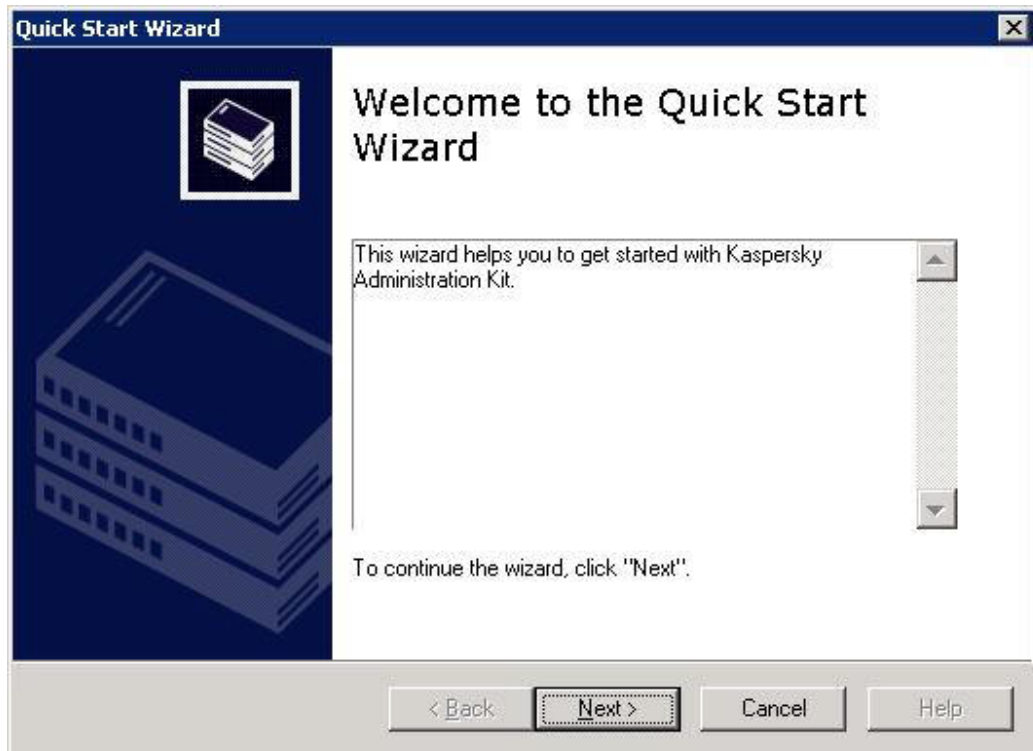 Quick Start Wizard
Welcome to the Quick Start
Wizard
This wizard helps you to get started with Kaspersky
Administration Kit.
To continue the wizard, click "Next".
< Back
Next >
Cancel
Help